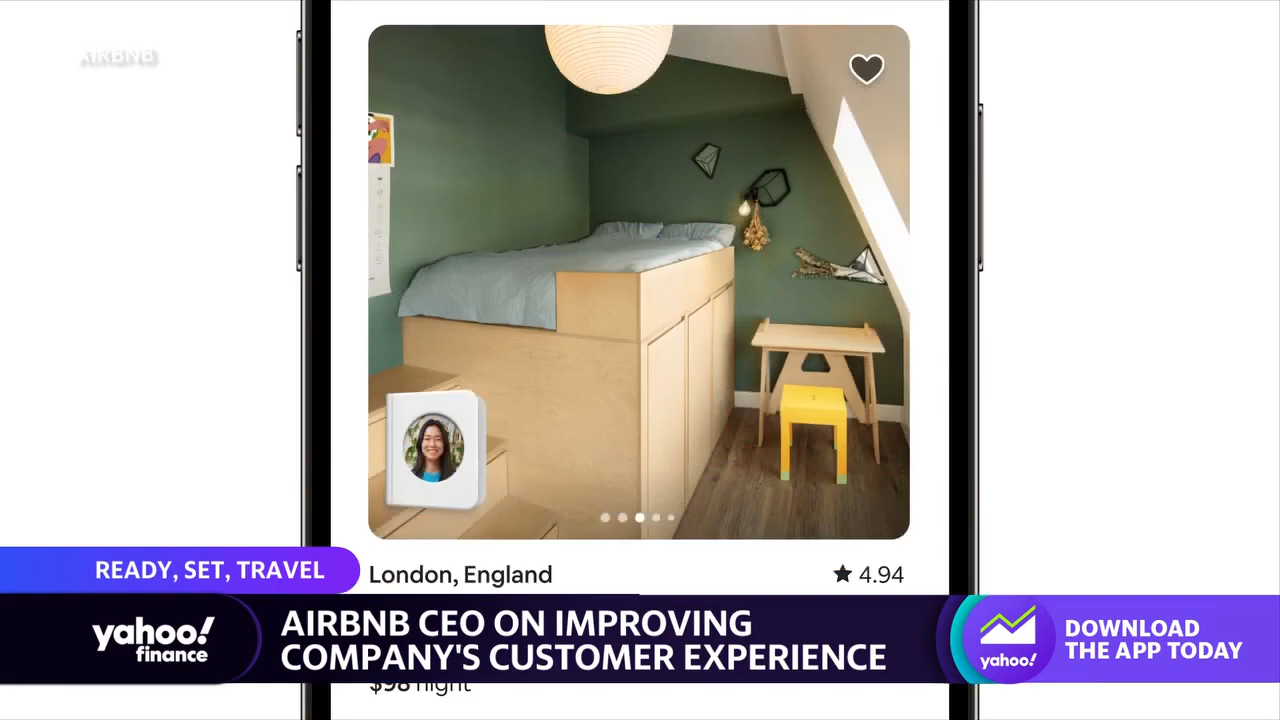 AIRBNB
London, England
4.94
READY, SET, TRAVEL
yahoo!
finance
AIRBNB CEO ON IMPROVING
COMPANY'S CUSTOMER EXPERIENCE
yahoo!
DOWNLOAD
THE APP TODAY
$98 night